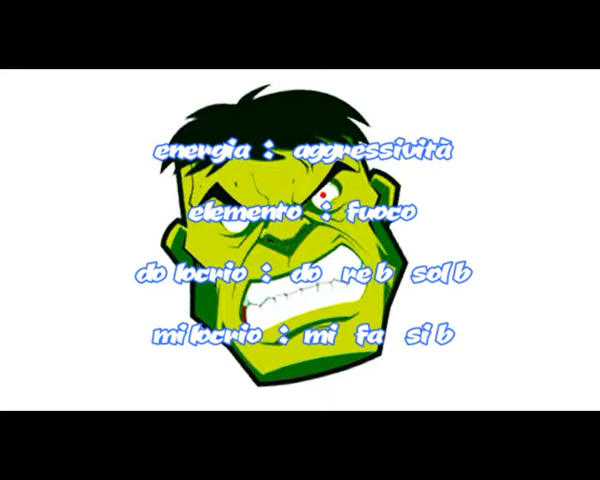 energia : aggressività
elemento : fuoco
do locrio : do re b sol b
mi locrio : mi fa si b